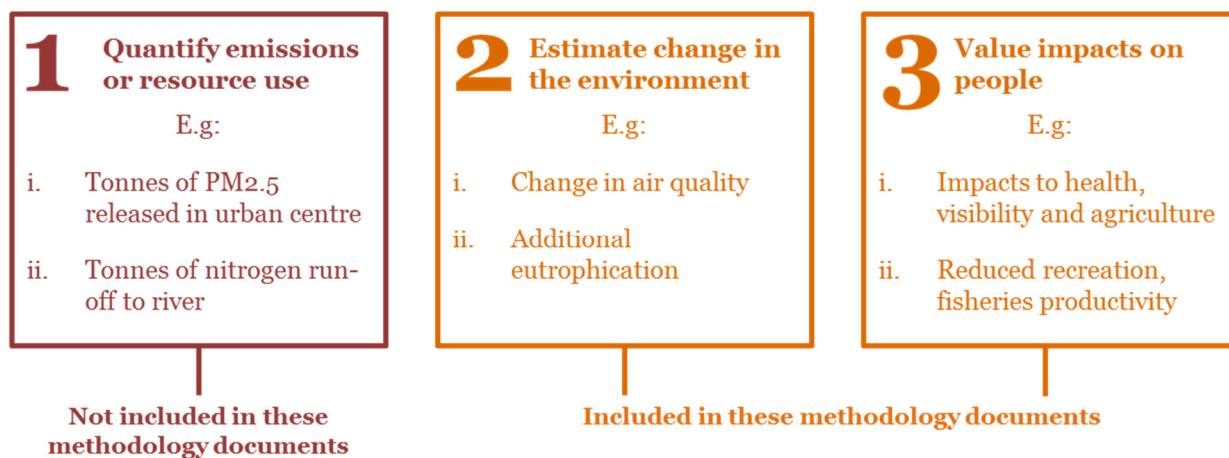 1
Quantify emissions
or resource use
E.g:
i. Tonnes of PM2.5
released in urban centre
ii. Tonnes of nitrogen run-
off to river
Not included in these
methodology documents
2
Estimate change in
the environment
E.g:
i. Change in air quality
ii. Additional
eutrophication
3
Value impacts on
people
E.g:
i. Impacts to health,
visibility and agriculture
ii. Reduced recreation,
fisheries productivity
Included in these methodology documents